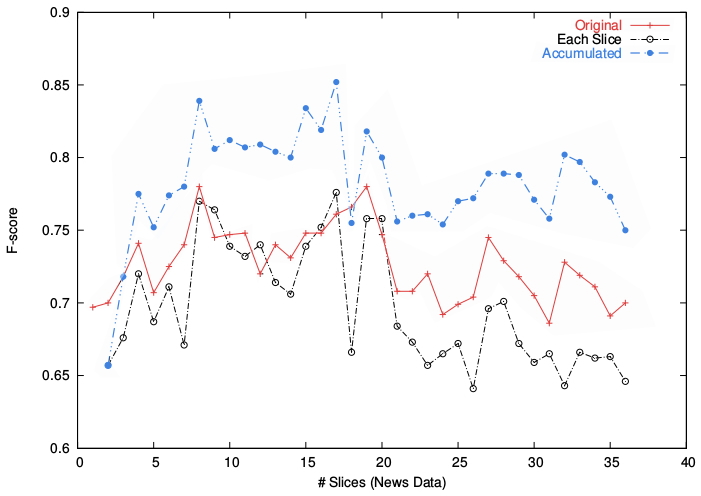 0.9
0.85
0.8
0.75
0.7
0.65
0.6
F-score
Original
Each Slice
Accumulated
0 5 10 15 20 25 30 35 40
# Slices (News Data)